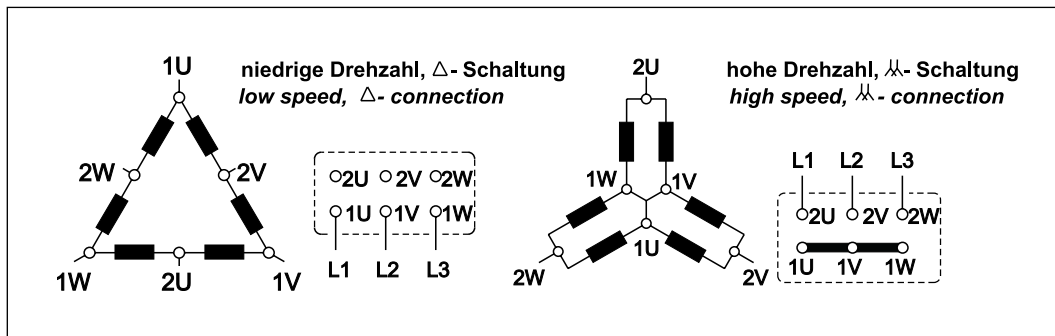 1U
niedrige Drehzahl, △- Schaltung
low speed, △- connection
2W
2V
1W
2U
1V
2U 2V 2W
1U 1V 1W
L1 L2 L3
2U
hohe Drehzahl, - Schaltung
high speed, - connection
1W
1V
1U
2W
2V
L1 L2 L3
2U 2V 2W
1U 1V 1W